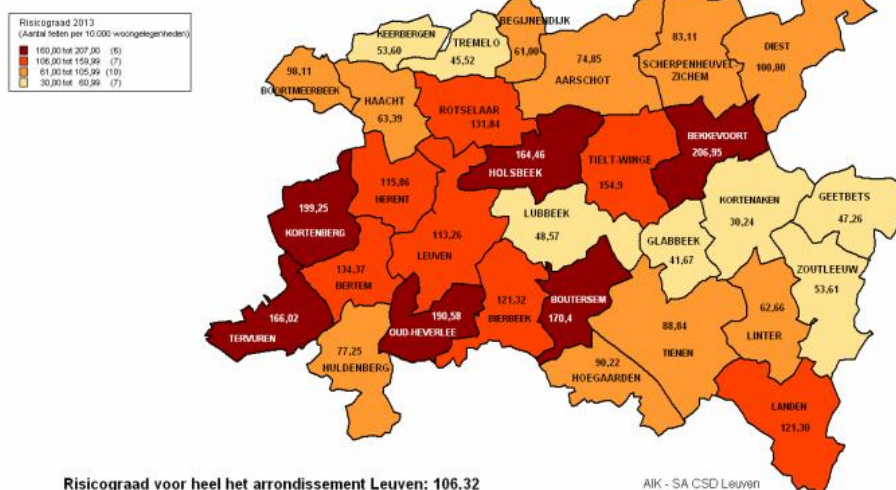 Risicograad 2013
(Aantal feiten per 10.000 woongelegenheden)
160,00 tot 207,00 (6)
106,00 tot 159,99 (7)
61,00 tot 105,99 (10)
30,00 tot 60,99 (7)
KEERBERGEN
53,60
TREMELO
45,52
BEGIJNENDIJK
61,00
74,85
AARSCHOT
83,11
SCHERPENHEUVEL
ZICHEM
DIEST
100,80
98,11
BOORTMEERBEEK
HAACHT
63,39
ROTSELAAR
131,84
164,46
HOLSBEEK
TIELT-WINGE
154,9
BEKKEVOORT
206,95
115,86
HERENT
199,25
KORTENBERG
LUBBEEK
48,57
KORTENAKEN
30,24
GEETBETS
47,26
113,26
LEUVEN
GLABBEEK
41,67
ZOUTLEEUW
53,61
134,37
BERTEM
166,02
TERVUREN
190,58
OUD-HEVERLEE
121,32
BIERBEEK
BOUTERSEM
170,4
88,84
TIENEN
62,66
LINTER
77,25
HULDENBERG
90,22
HOEGAARDEN
LANDEN
121,30
Risicograad voor heel het arrondissement Leuven: 106,32
AIK - SA CSD Leuven